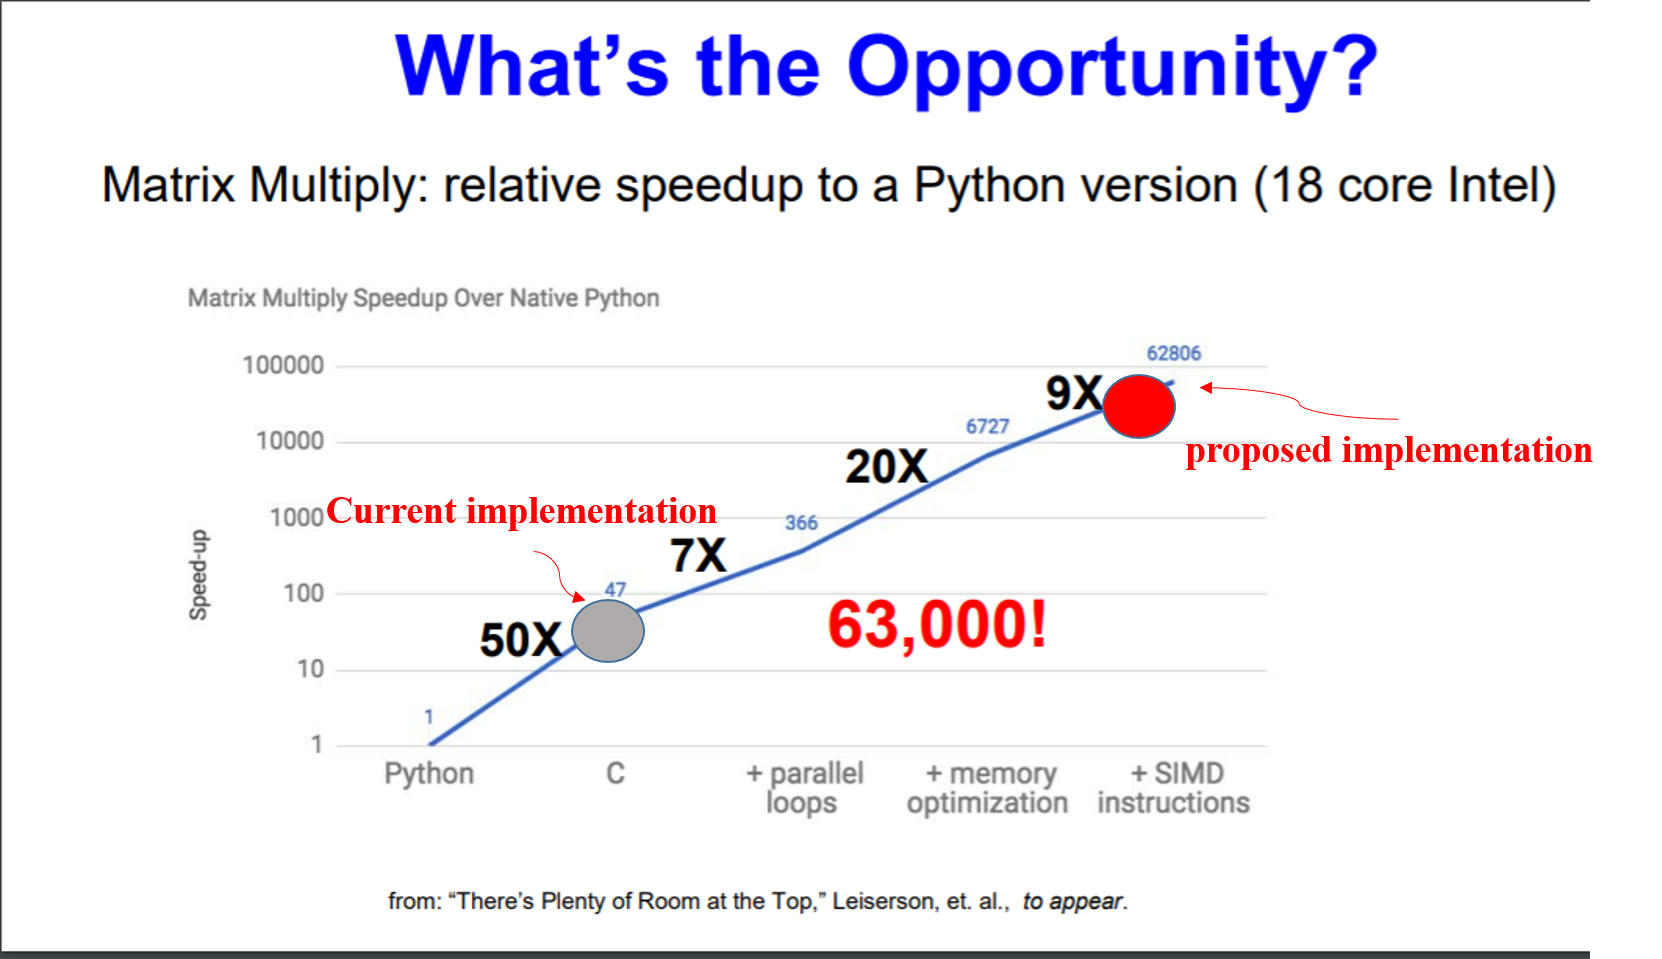 What's the Opportunity?
Matrix Multiply: relative speedup to a Python version (18 core Intel)
Matrix Multiply Speedup Over Native Python
Speed-up
100000
10000
1000
100
10
1
1
47
366
6727
62806
50X
7X
20X
9X
Current implementation
proposed implementation
63,000!
Python
C
+ parallel
loops
+ memory
optimization
+ SIMD
instructions
from: “There's Plenty of Room at the Top,” Leiserson, et. al., to appear.